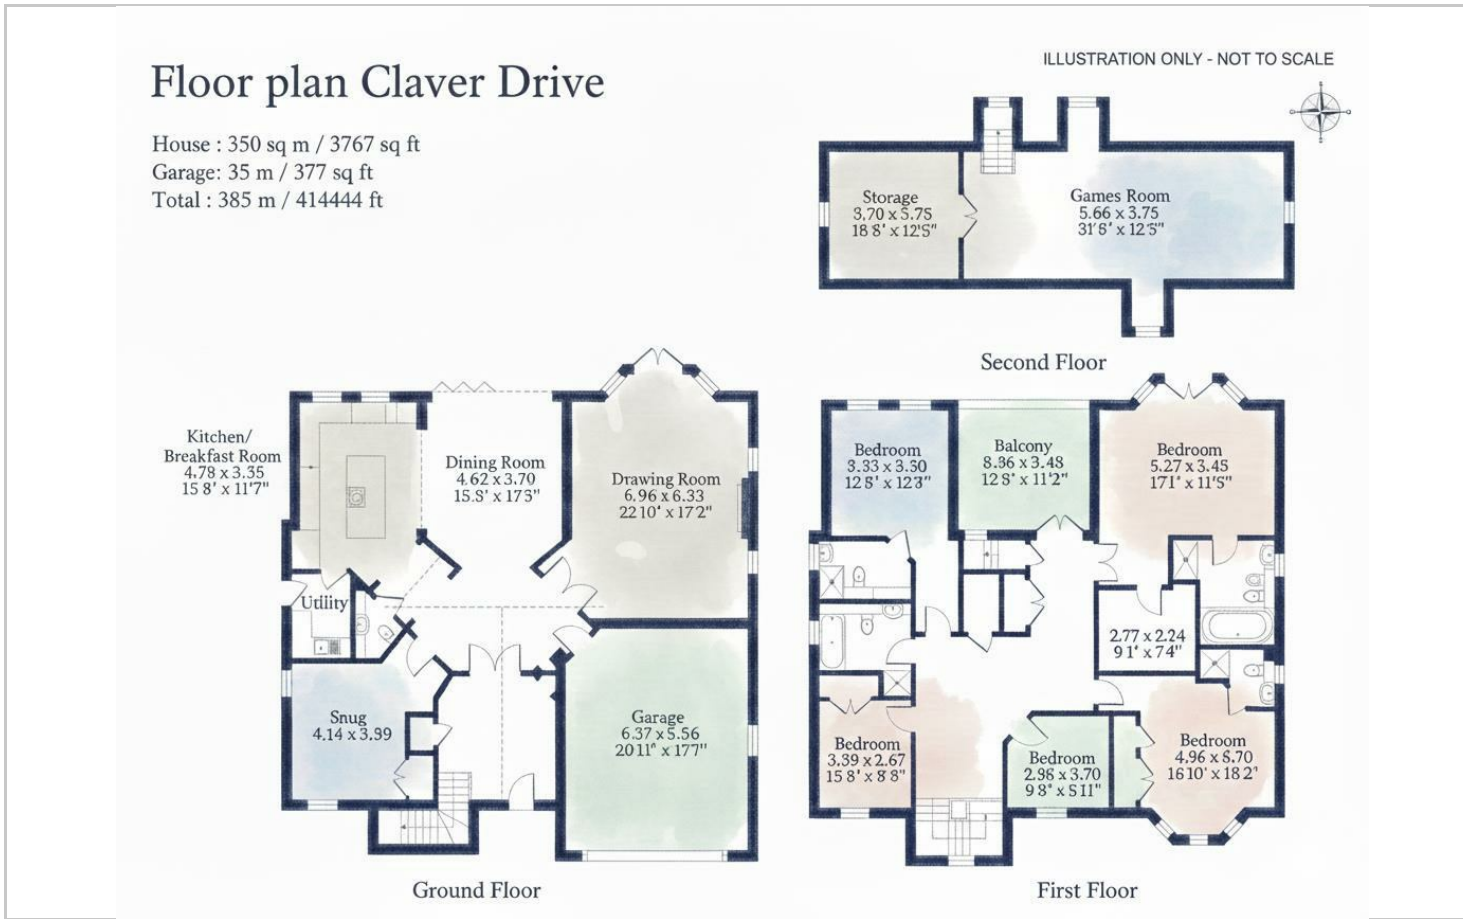 Floor plan Claver Drive
House : 350 sq m / 3767 sq ft
Garage: 35 m / 377 sq ft
Total : 385 m / 414444 ft
ILLUSTRATION ONLY - NOT TO SCALE
Storage
3.70 x 5.75
18 8' x 12'5"
Games Room
5.66 x 3.75
31'5' x 12'5"
Second Floor
Kitchen/
Breakfast Room
4.78 x 3.35
15 8' x 11'7"
Dining Room
4.62 x 3.70
15.8' x 17'3"
Drawing Room
6.96 x 6.33
22 10' x 17'2"
Utility
Snug
4.14 x 3.99
Garage
6.37 x 5.56
20 11' x 17'7"
Ground Floor
Bedroom
3.33 x 3.30
12'8' x 12'3"
Balcony
8.36 x 3.48
12'8' x 11'2"
Bedroom
5.27 x 3.45
17'1' x 11'5"
2.77 x 2.24
9 1' x 7'4"
Bedroom
3.39 x 2.67
15 8' x 8'8"
Bedroom
2.98 x 3.70
9 8' x 5'11"
Bedroom
4.96 x 5.70
16 10' x 18 2'
First Floor